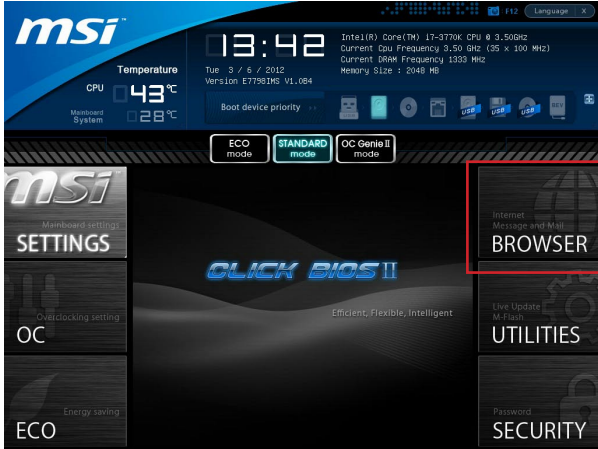 msi
F12 Language X
13:42
Intel(R) Core(TM) i7-3770K CPU @ 3.50GHz
Current Cpu Frequency 3.50 GHz (35 x 100 MHz)
Current DRAM Frequency 1333 MHz
Memory Size : 2048 MB
Temperature
Tue 3 / 6 / 2012
Version E7798IMS V1.0B4
CPU 43°C
Mainboard
System 28°C
Boot device priority
USB USB USB BEV
ECO
mode
STANDARD
mode
OC Genie II
mode
msi
Mainboard settings
SETTINGS
Internet
Message and Mail
BROWSER
CLICK BIOS II
Efficient, Flexible, Intelligent
Overclocking setting
OC
Live Update
M-Flash
UTILITIES
Energy saving
ECO
Password
SECURITY